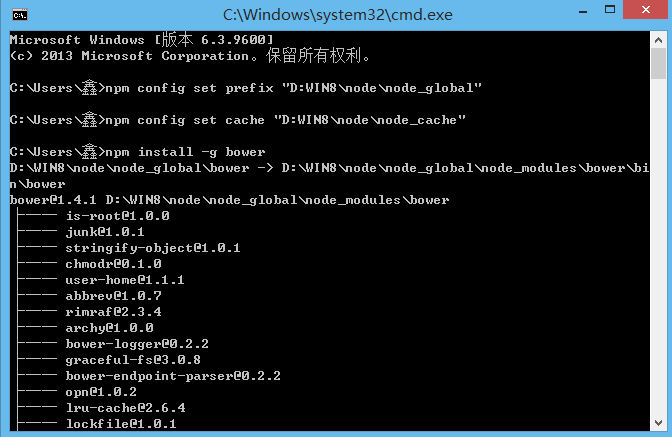 C:\Windows\system32\cmd.exe
Microsoft Windows [版本 6.3.9600]
(c) 2013 Microsoft Corporation。保留所有权利。
C:\Users\鑫>npm config set prefix "D:WIN8\node\node_global"
C:\Users\鑫>npm config set cache "D:WIN8\node\node_cache"
C:\Users\鑫>npm install -g bower
D:WIN8\node\node_global\bower -> D:WIN8\node\node_global\node_modules\bower\bi
n\bower
bower@1.4.1 D:WIN8\node\node_global\node_modules\bower
├── is-root@1.0.0
├── junk@1.0.1
├── stringify-object@1.0.1
├── chmodr@0.1.0
├── user-home@1.1.1
├── abbrev@1.0.7
├── rimraf@2.3.4
├── archy@1.0.0
├── bower-logger@0.2.2
├── graceful-fs@3.0.8
├── bower-endpoint-parser@0.2.2
├── opn@1.0.2
├── lru-cache@2.6.4
├── lockfile@1.0.1